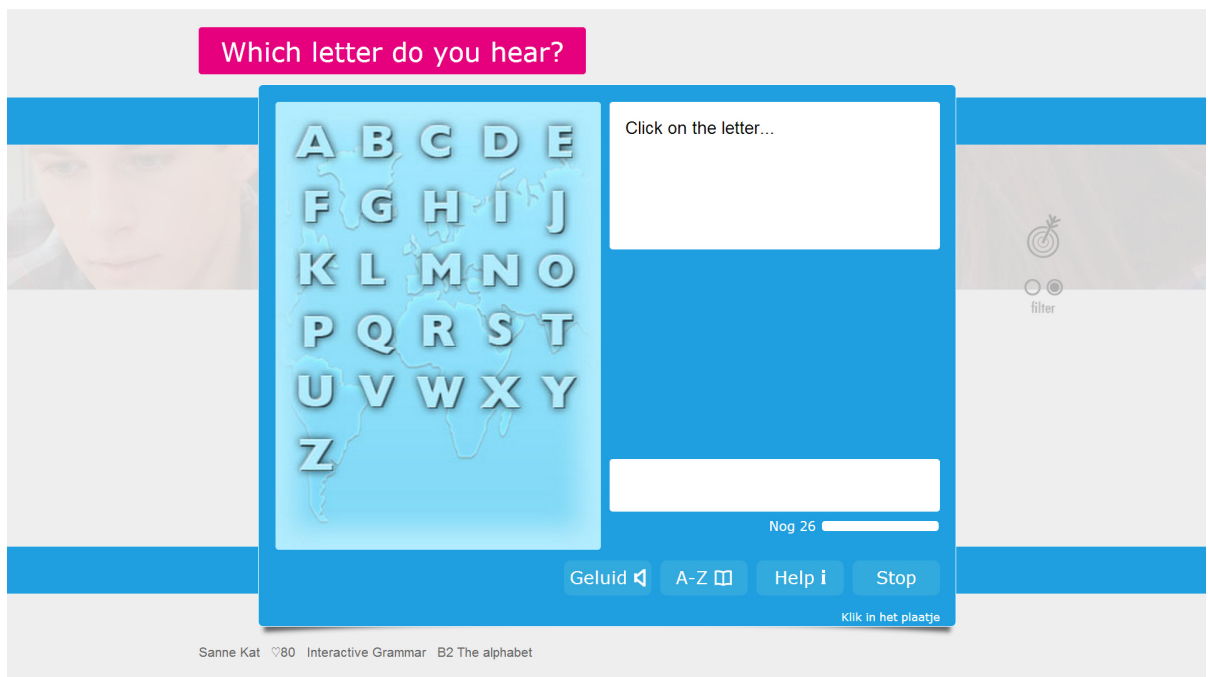 Which letter do you hear?
A B C D E
F G H I J
K L M N O
P Q R S T
U V W X Y
Z
Click on the letter...
filter
Nog 26
Geluid A-Z Help i Stop
Klik in het plaatje
Sanne Kat ♡80 Interactive Grammar B2 The alphabet